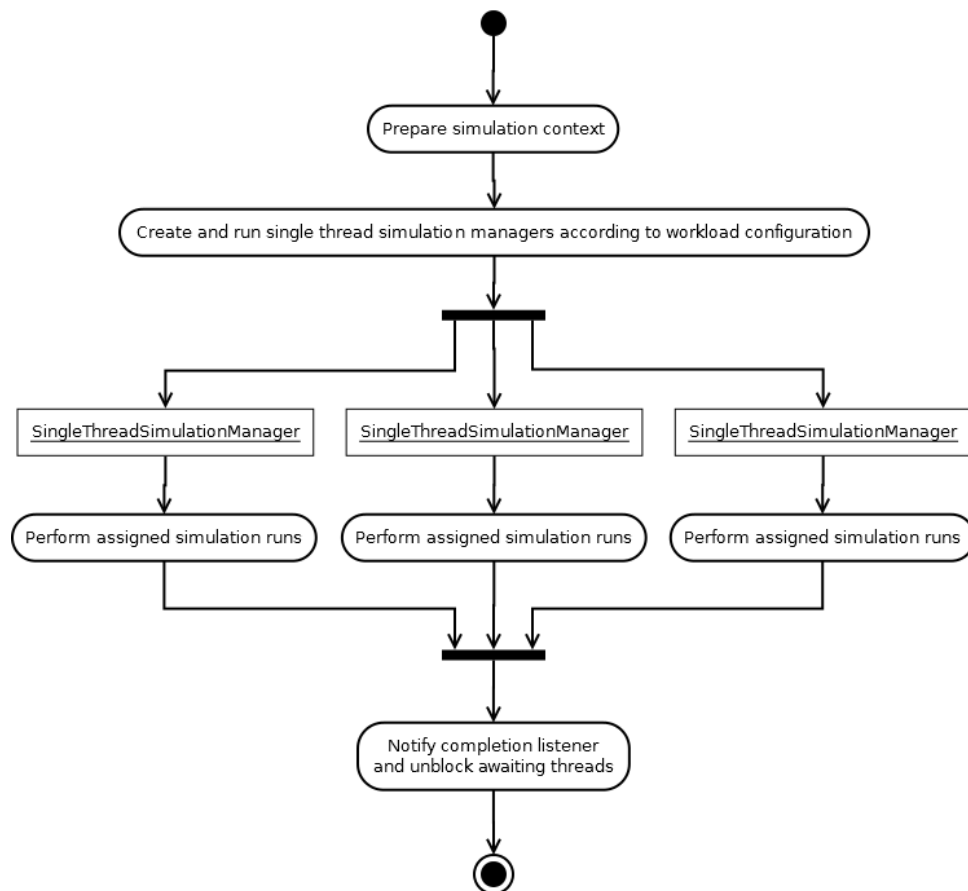 Prepare simulation context
Create and run single thread simulation managers according to workload configuration
SingleThreadSimulationManager
SingleThreadSimulationManager
SingleThreadSimulationManager
Perform assigned simulation runs
Perform assigned simulation runs
Perform assigned simulation runs
Notify completion listener
and unblock awaiting threads